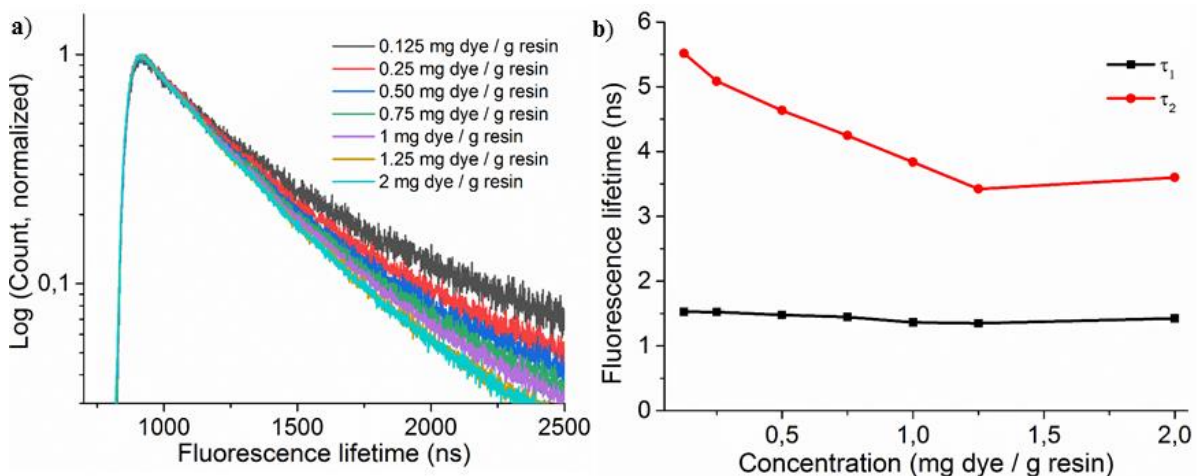 a)
0.125 mg dye / g resin
0.25 mg dye / g resin
0.50 mg dye / g resin
0.75 mg dye / g resin
1 mg dye / g resin
1.25 mg dye / g resin
2 mg dye / g resin
1
0,1
Log (Count, normalized)
1000 1500 2000 2500
Fluorescence lifetime (ns)
b)
τ1
τ2
6
5
4
3
2
1
0
Fluorescence lifetime (ns)
0,5 1,0 1,5 2,0
Concentration (mg dye / g resin)